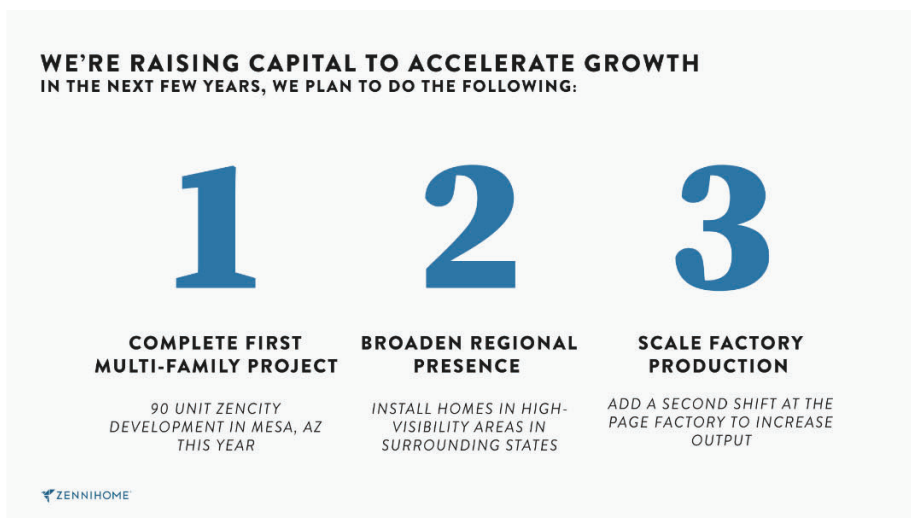 WE'RE RAISING CAPITAL TO ACCELERATE GROWTH
IN THE NEXT FEW YEARS, WE PLAN TO DO THE FOLLOWING:
1
COMPLETE FIRST
MULTI-FAMILY PROJECT
90 UNIT ZENCITY
DEVELOPMENT IN MESA, AZ
THIS YEAR
2
BROADEN REGIONAL
PRESENCE
INSTALL HOMES IN HIGH-
VISIBILITY AREAS IN
SURROUNDING STATES
3
SCALE FACTORY
PRODUCTION
ADD A SECOND SHIFT AT THE
PAGE FACTORY TO INCREASE
OUTPUT
ZENNIHOME